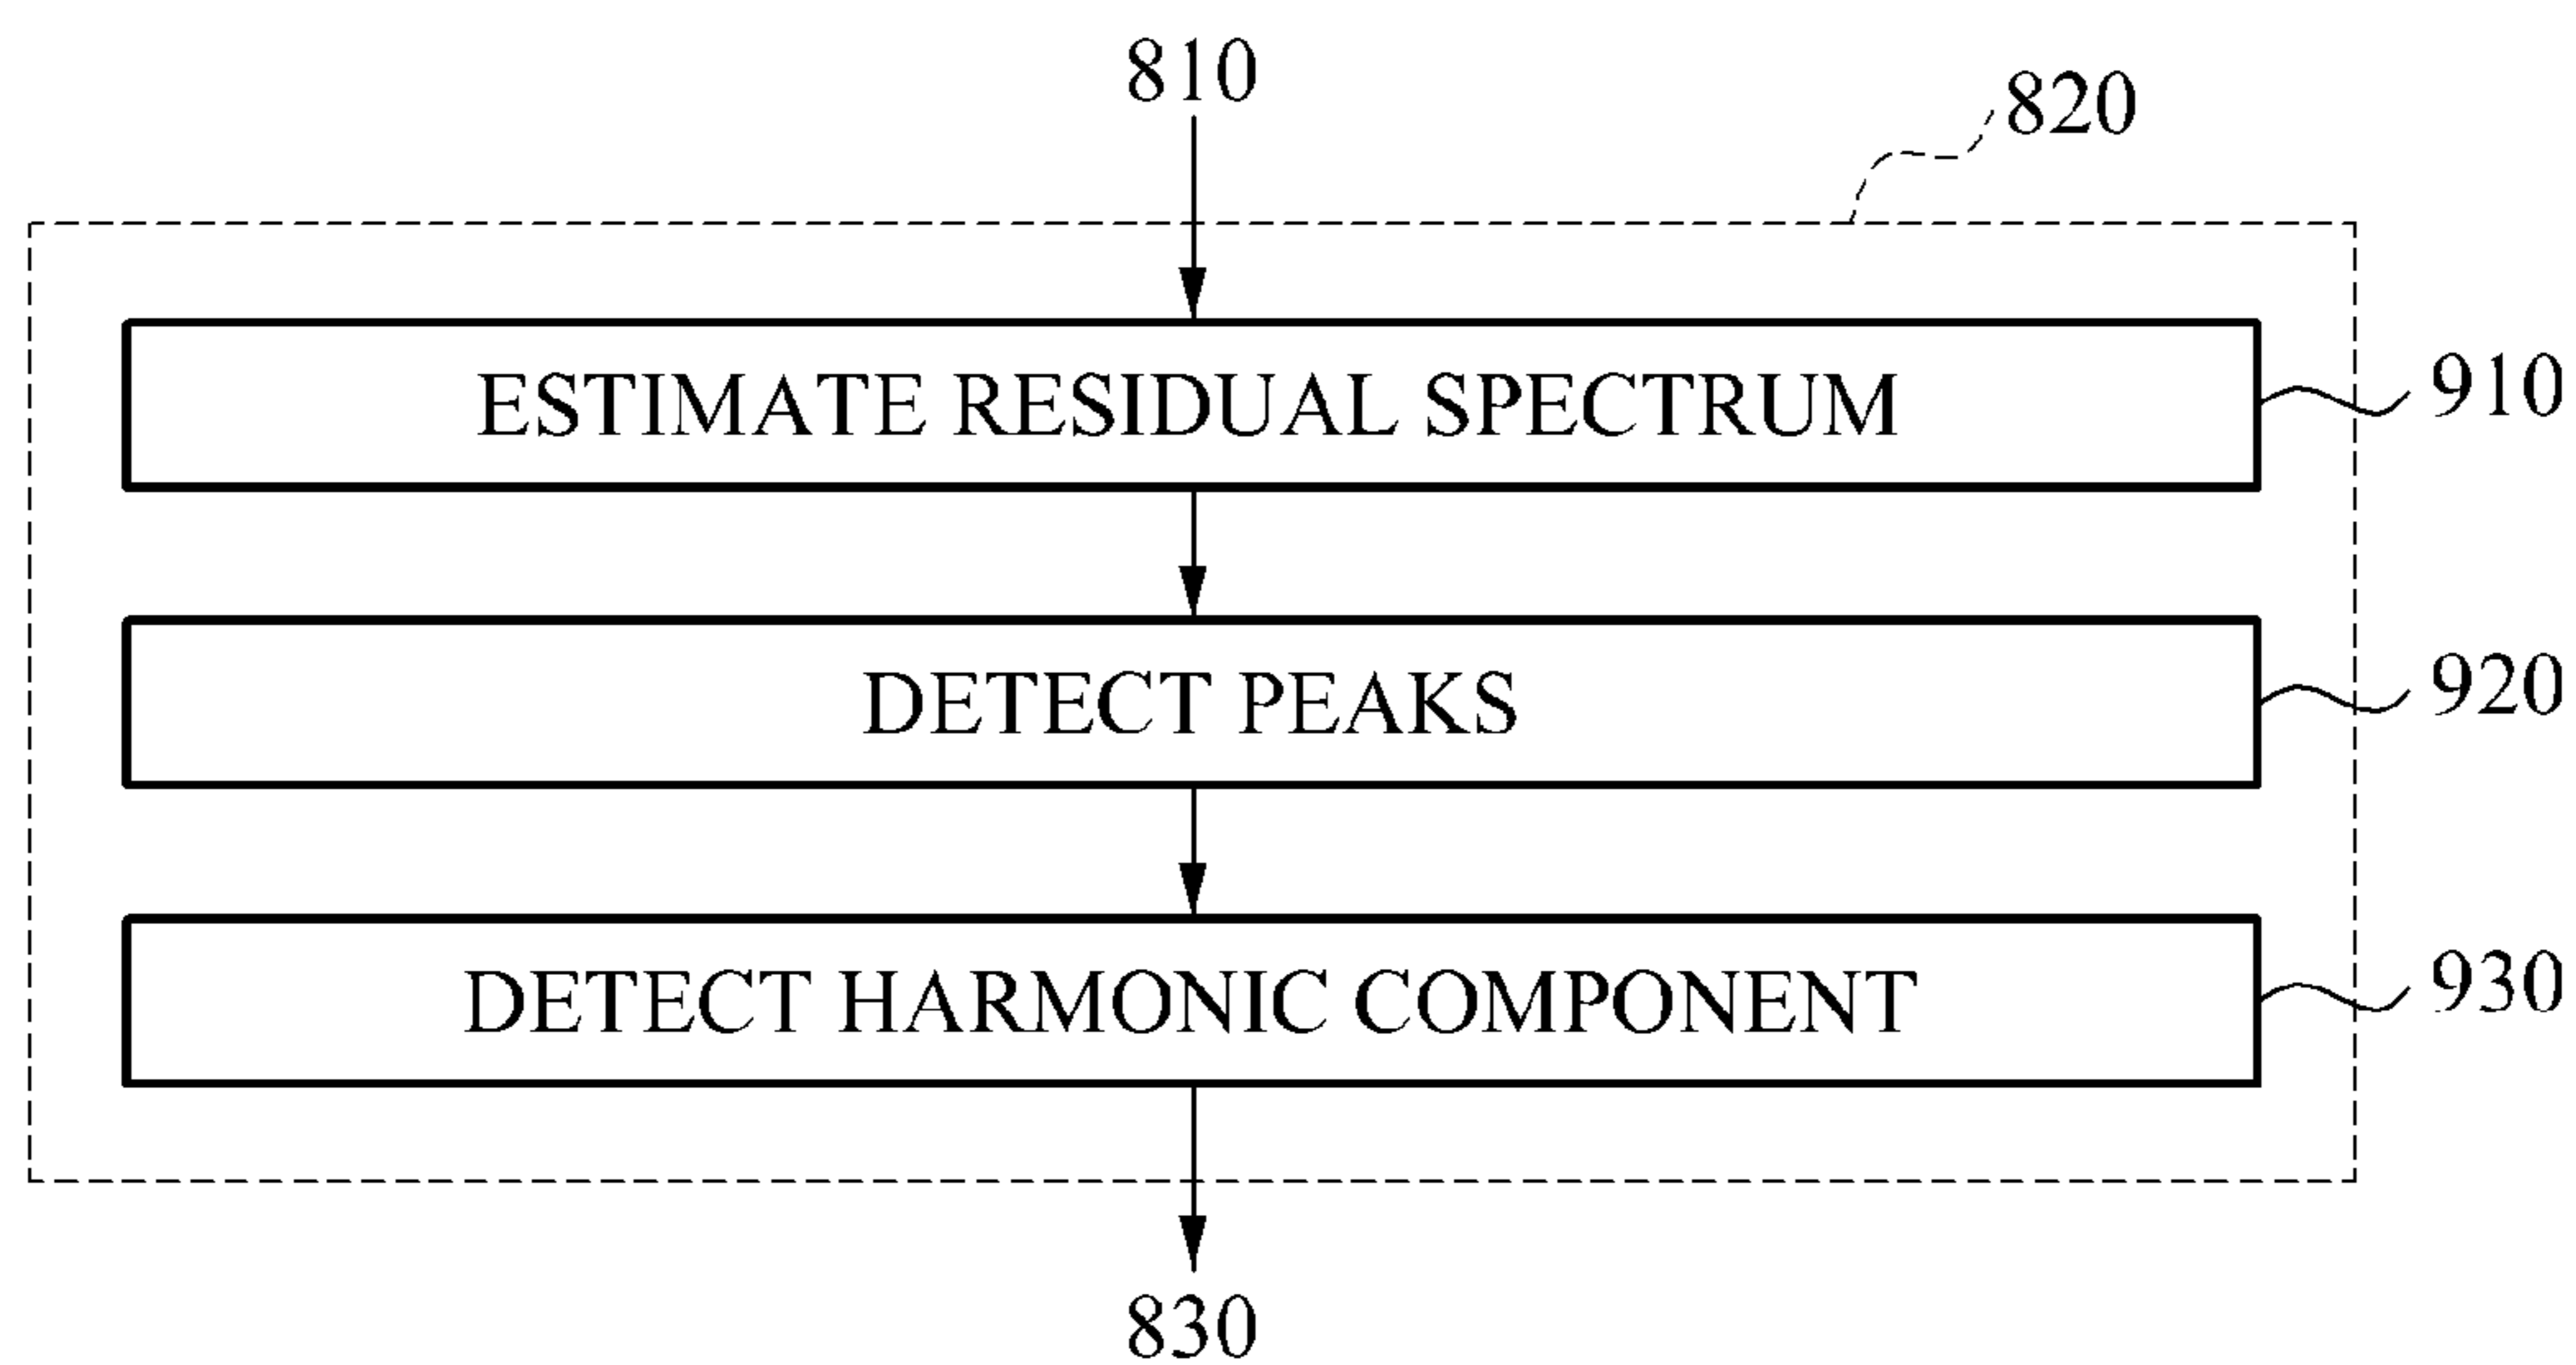 810
820
ESTIMATE RESIDUAL SPECTRUM
910
DETECT PEAKS
920
DETECT HARMONIC COMPONENT
930
830